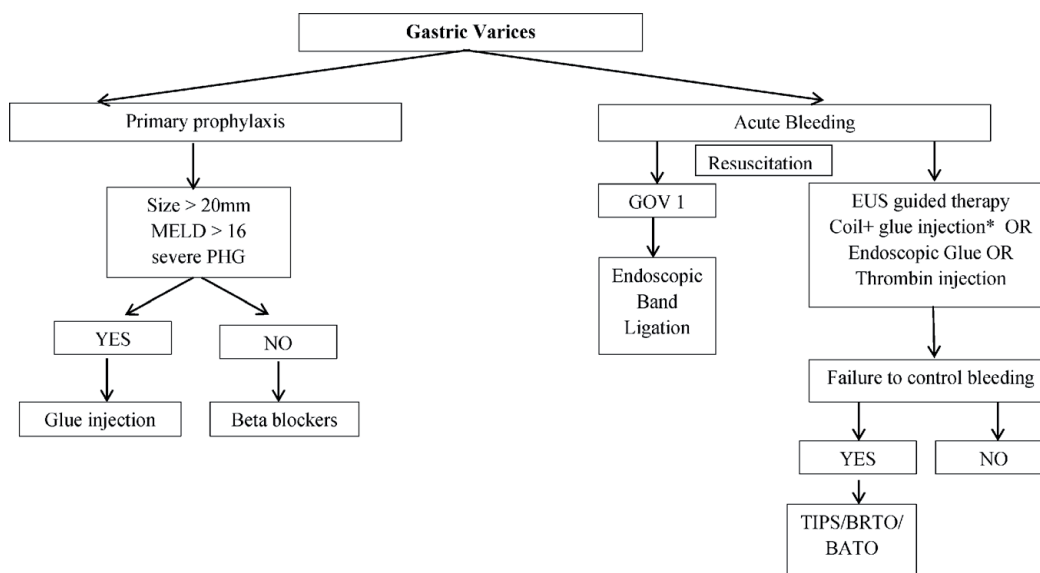 Gastric Varices
Primary prophylaxis
Size > 20mm
MELD > 16
severe PHG
YES
NO
Glue injection
Beta blockers
Acute Bleeding
Resuscitation
GOV 1
Endoscopic
Band
Ligation
EUS guided therapy
Coil+ glue injection* OR
Endoscopic Glue OR
Thrombin injection
Failure to control bleeding
YES
NO
TIPS/BRTO/
BATO